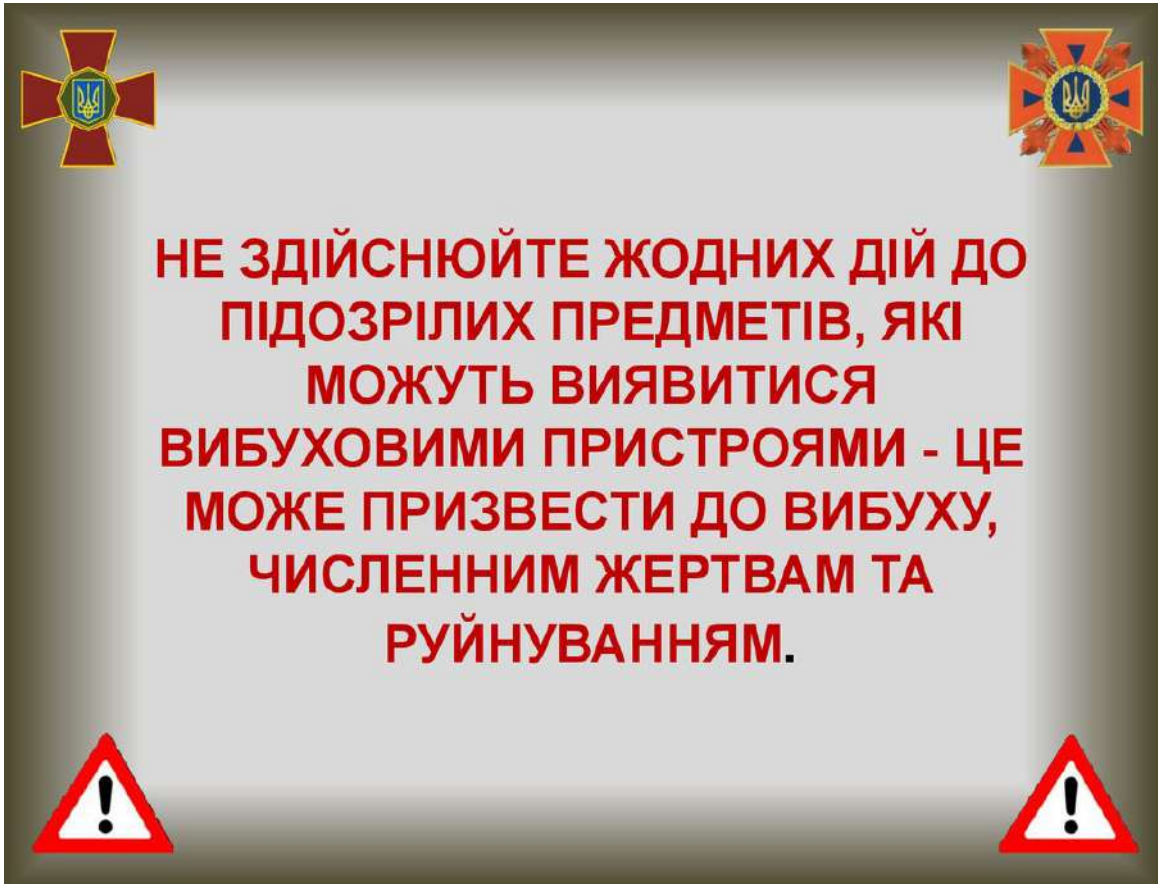 НЕ ЗДІЙСНЮЙТЕ ЖОДНИХ ДІЙ ДО
ПІДОЗРІЛИХ ПРЕДМЕТІВ, ЯКІ
МОЖУТЬ ВИЯВИТИСЯ
ВИБУХОВИМИ ПРИСТРОЯМИ - ЦЕ
МОЖЕ ПРИЗВЕСТИ ДО ВИБУХУ,
ЧИСЛЕННИМ ЖЕРТВАМ ТА
РУЙНУВАННЯМ.